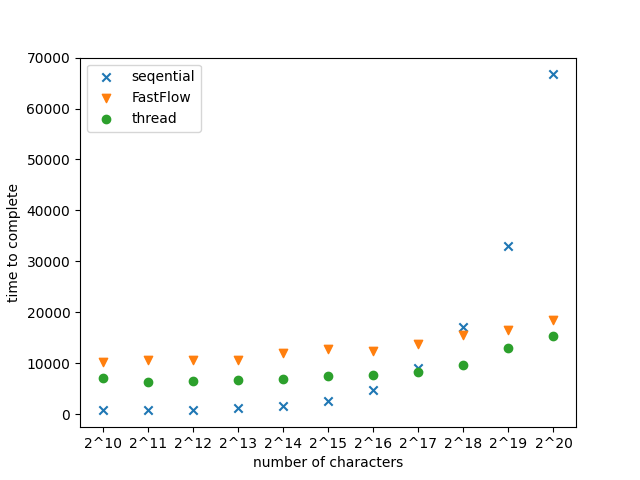 seqential
FastFlow
thread
70000
60000
50000
40000
30000
20000
10000
0
time to complete
2^10 2^11 2^12 2^13 2^14 2^15 2^16 2^17 2^18 2^19 2^20
number of characters